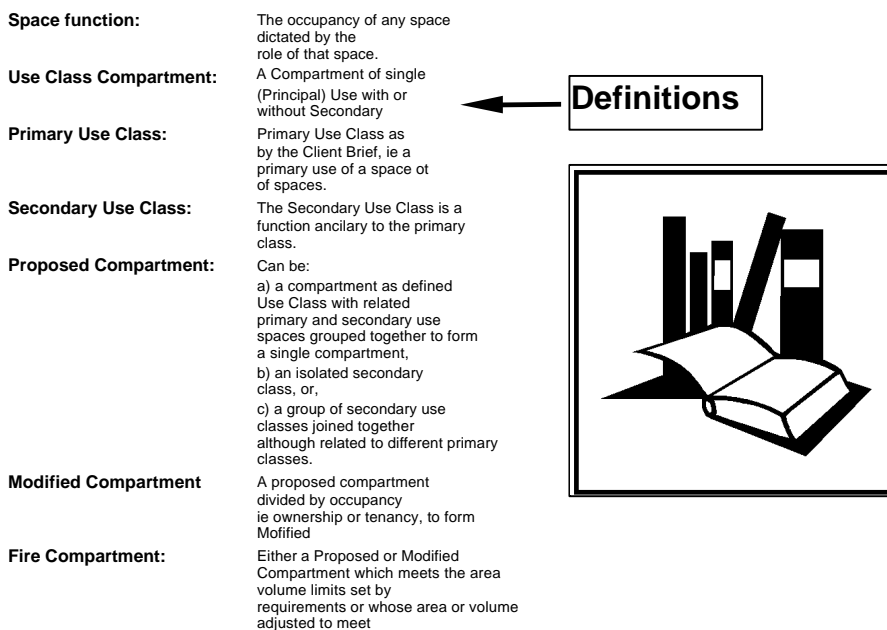 Space function:
The occupancy of any space
dictated by the
role of that space.
Use Class Compartment:
A Compartment of single
(Principal) Use with or
without Secondary
Primary Use Class:
Primary Use Class as
by the Client Brief, ie a
primary use of a space ot
of spaces.
Secondary Use Class:
The Secondary Use Class is a
function ancilary to the primary
class.
Proposed Compartment:
Can be:
a) a compartment as defined
Use Class with related
primary and secondary use
spaces grouped together to form
a single compartment,
b) an isolated secondary
class, or,
c) a group of secondary use
classes joined together
although related to different primary
classes.
Modified Compartment
A proposed compartment
divided by occupancy
ie ownership or tenancy, to form
Mofified
Fire Compartment:
Either a Proposed or Modified
Compartment which meets the area
volume limits set by
requirements or whose area or volume
adjusted to meet
Definitions